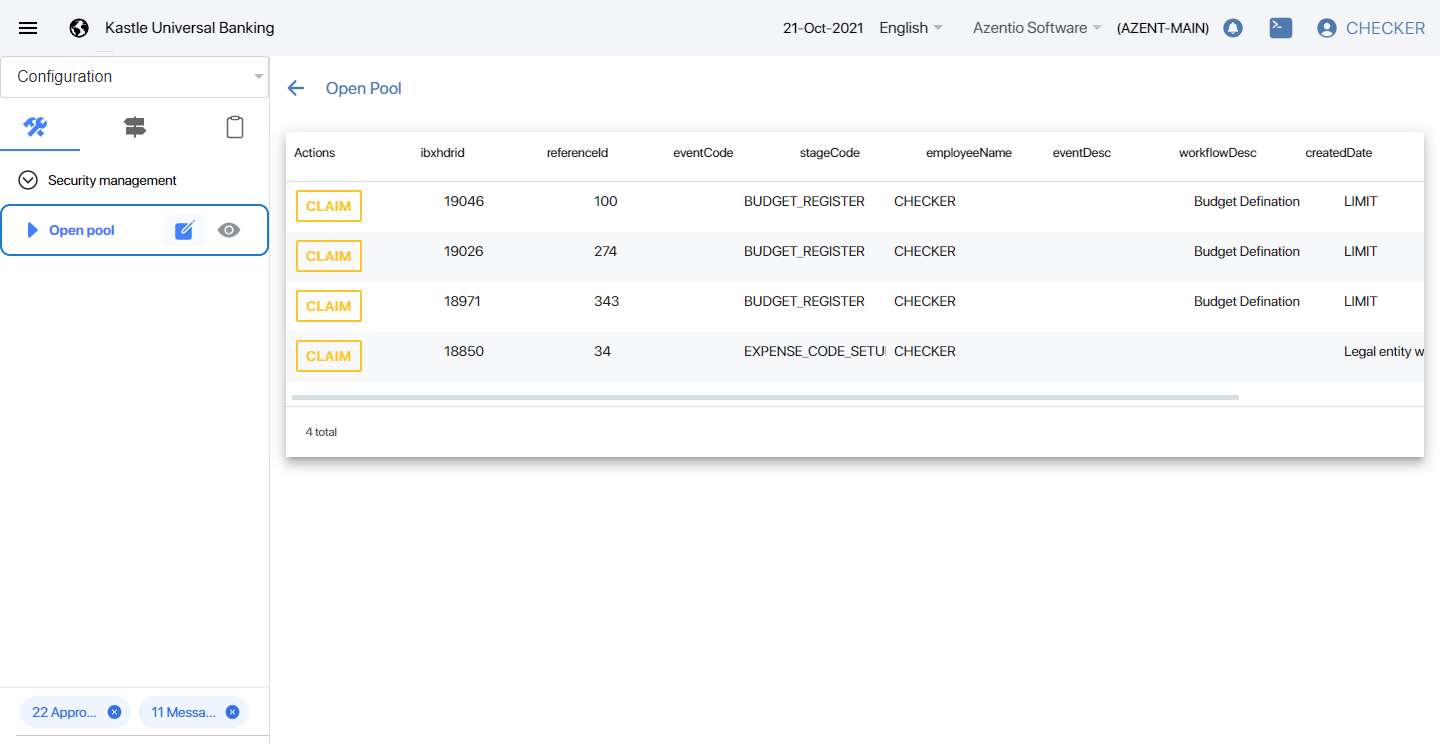 Kastle Universal Banking 21-Oct-2021 English Azentio Software (AZENT-MAIN) CHECKER
Configuration
Open Pool
Security management
Open pool
Actions ibxhdrid referenceId eventCode stageCode employeeName eventDesc workflowDesc createdDate
CLAIM 19046 100 BUDGET_REGISTER CHECKER Budget Defination LIMIT
CLAIM 19026 274 BUDGET_REGISTER CHECKER Budget Defination LIMIT
CLAIM 18971 343 BUDGET_REGISTER CHECKER Budget Defination LIMIT
CLAIM 18850 34 EXPENSE_CODE_SETU CHECKER Legal entity w
4 total
22 Appro... 11 Messa...